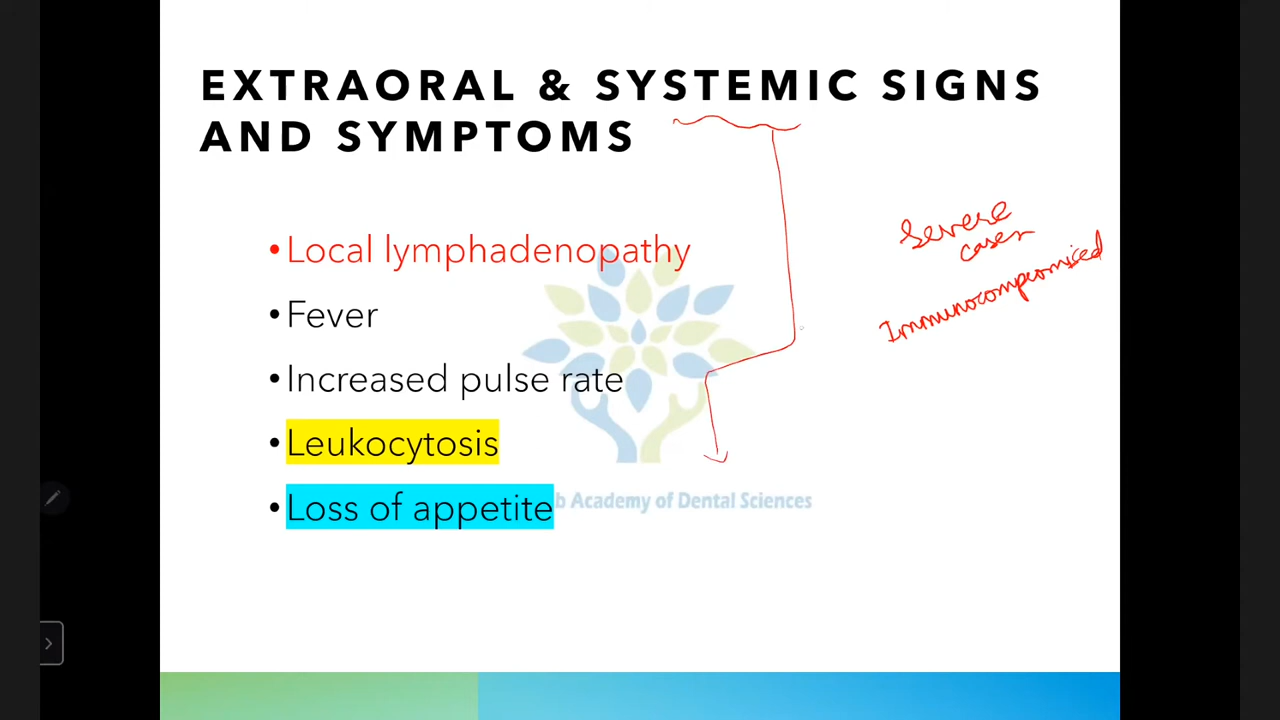 EXTRAORAL & SYSTEMIC SIGNS
AND SYMPTOMS
•Local lymphadenopathy
•Fever
•Increased pulse rate
•Leukocytosis
•Loss of appetite
Severe
cases
Immunocompromised
Academy of Dental Sciences